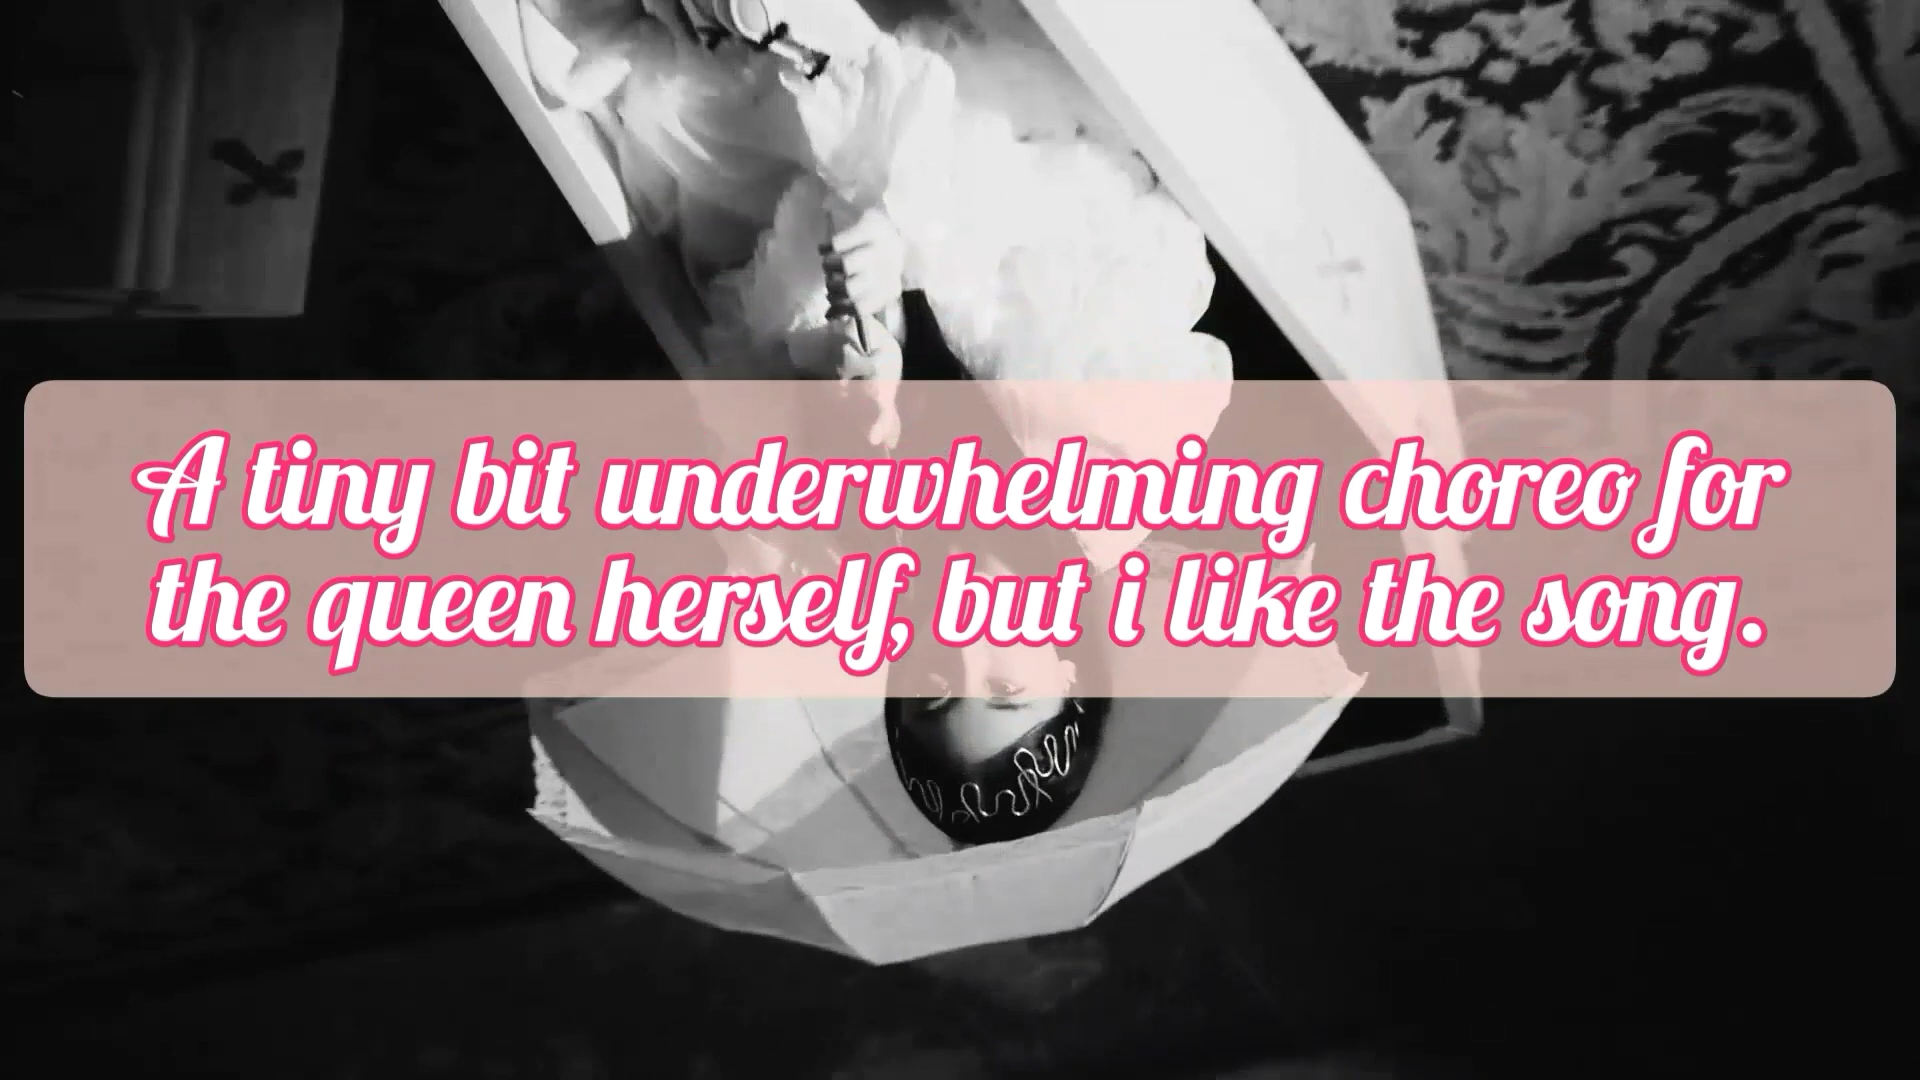 A tiny bit underwhelming choreo for
the queen herself, but i like the song.